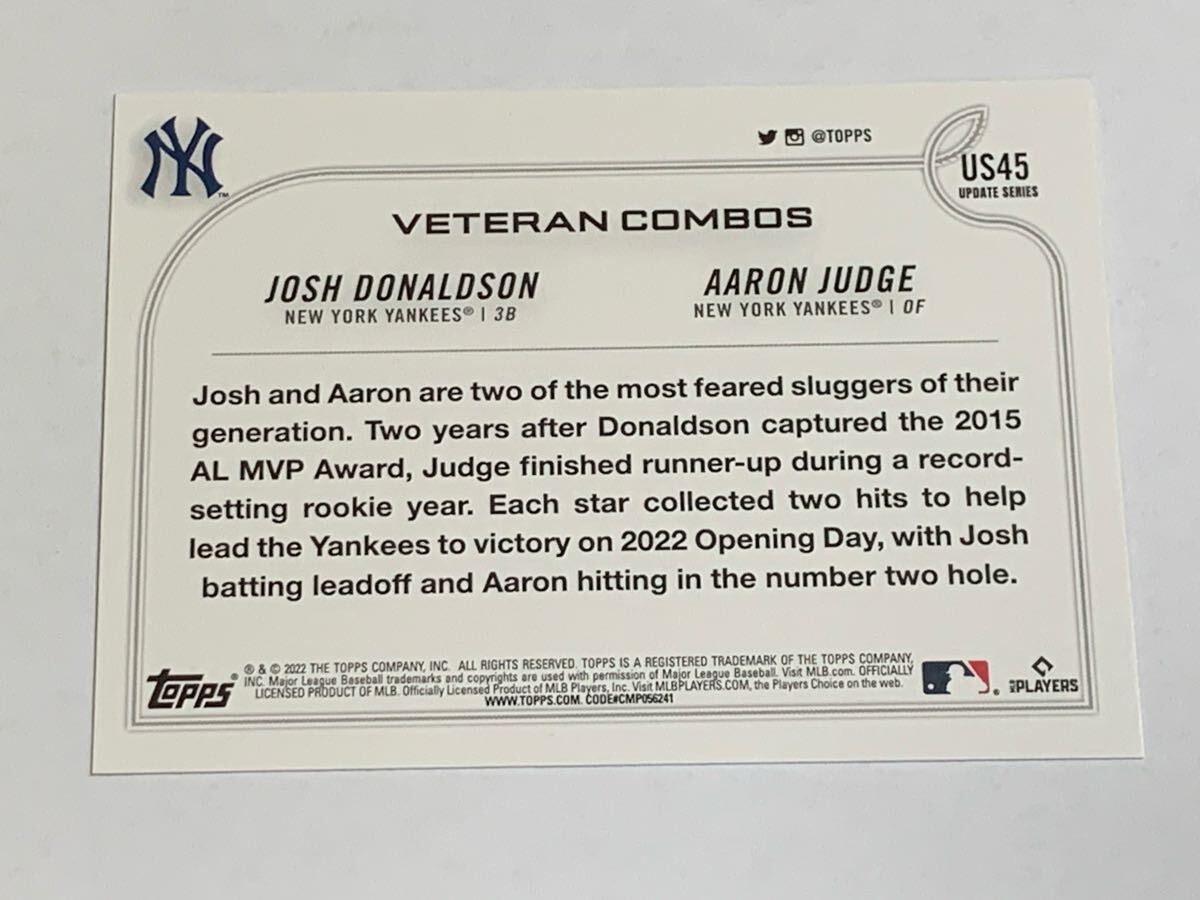 NY™
@TOPPS
US45
UPDATE SERIES
VETERAN COMBOS
JOSH DONALDSON
NEW YORK YANKEES® | 3B
AARON JUDGE
NEW YORK YANKEES® | OF
Josh and Aaron are two of the most feared sluggers of their
generation. Two years after Donaldson captured the 2015
AL MVP Award, Judge finished runner-up during a record-
setting rookie year. Each star collected two hits to help
lead the Yankees to victory on 2022 Opening Day, with Josh
batting leadoff and Aaron hitting in the number two hole.
Topps®
® & © 2022 THE TOPPS COMPANY, INC. ALL RIGHTS RESERVED. TOPPS IS A REGISTERED TRADEMARK OF THE TOPPS COMPANY,
INC. Major League Baseball trademarks and copyrights are used with permission of Major League Baseball. Visit MLB.com. OFFICIALLY
LICENSED PRODUCT OF MLB. Officially Licensed Product of MLB Players, Inc. Visit MLBPLAYERS.COM, the Players Choice on the web.
WWW.TOPPS.COM. CODE#CMP056241
MLB PLAYERS